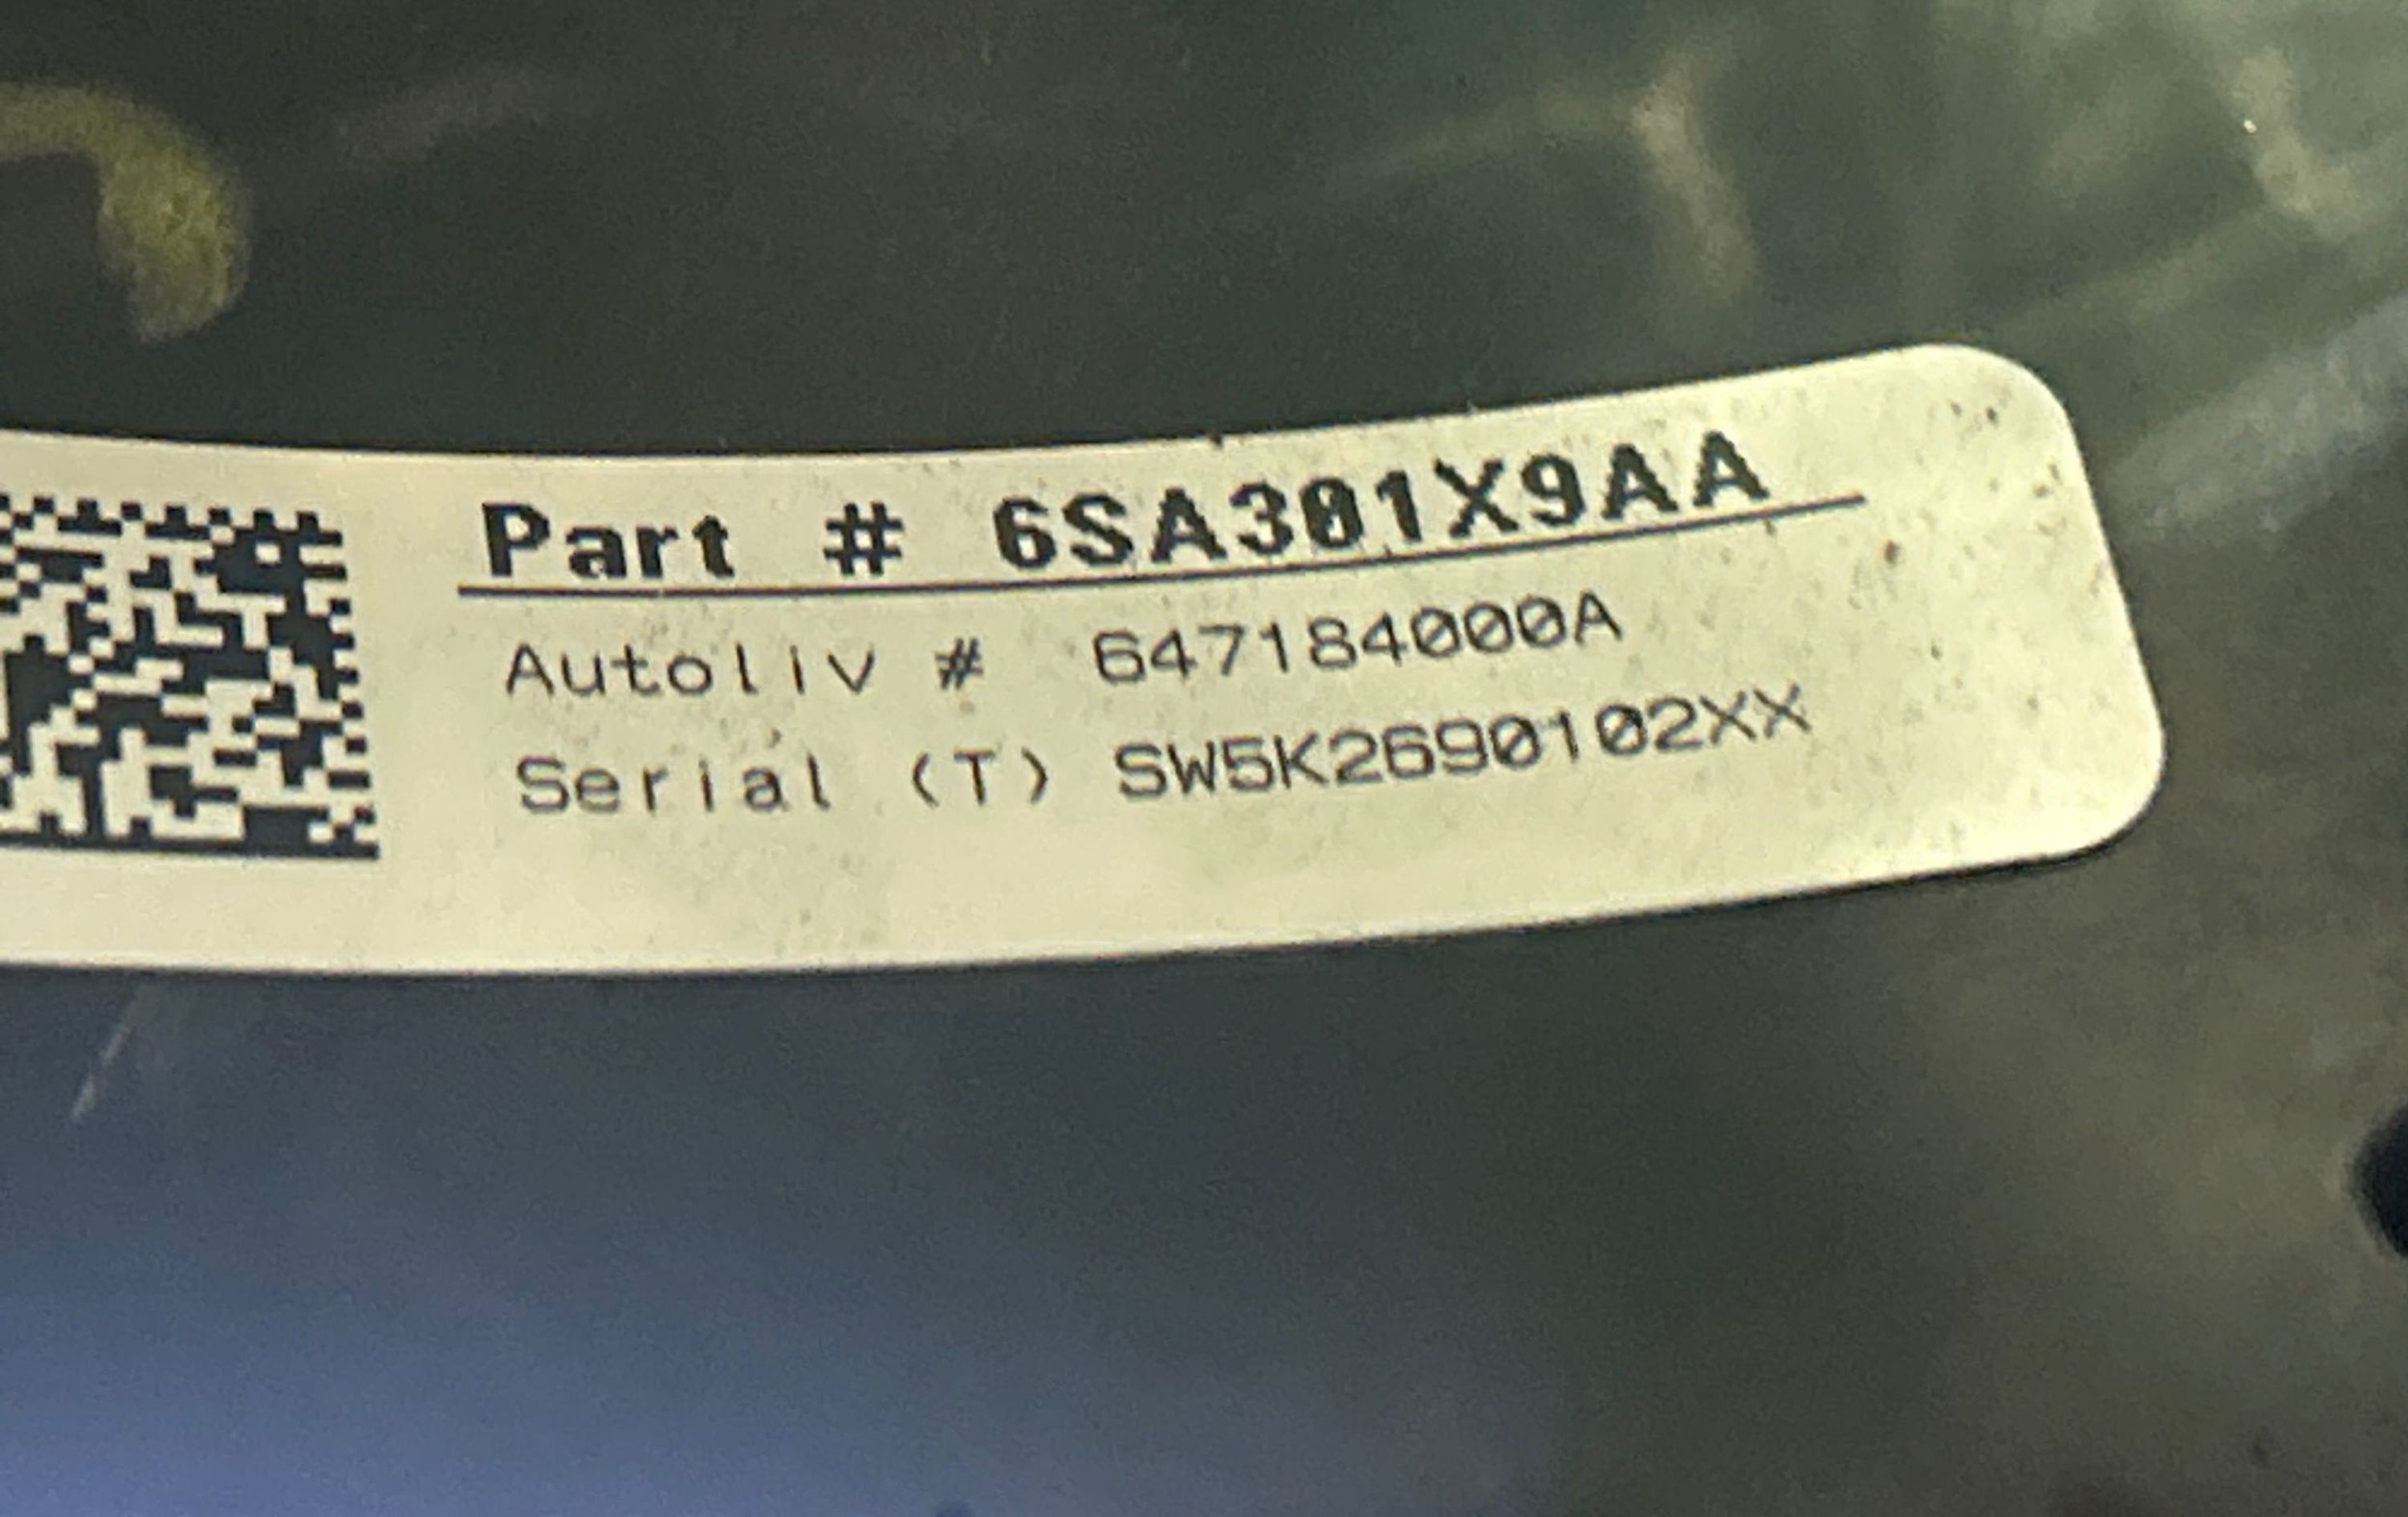 Part # 6SA301X9AA
Autoliv # 647184000A
Serial (T) SW5K2690102XX